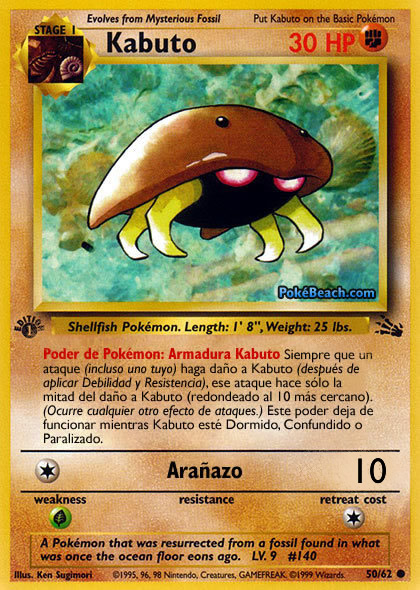 Evolves from Mysterious Fossil
Put Kabuto on the Basic Pokémon
STAGE 1
Kabuto
30 HP
PokéBeach.com
EDITION
1
Shellfish Pokémon. Length: 1' 8", Weight: 25 lbs.
Poder de Pokémon: Armadura Kabuto Siempre que un
ataque (incluso uno tuyo) haga daño a Kabuto (después de
aplicar Debilidad y Resistencia), ese ataque hace sólo la
mitad del daño a Kabuto (redondeado al 10 más cercano).
(Ocurre cualquier otro efecto de ataques.) Este poder deja de
funcionar mientras Kabuto esté Dormido, Confundido o
Paralizado.
Arañazo
10
weakness
resistance
retreat cost
A Pokémon that was resurrected from a fossil found in what
was once the ocean floor eons ago. LV. 9 #140
Illus. Ken Sugimori
©1995, 96, 98 Nintendo, Creatures, GAMEFREAK. ©1999 Wizards.
50/62